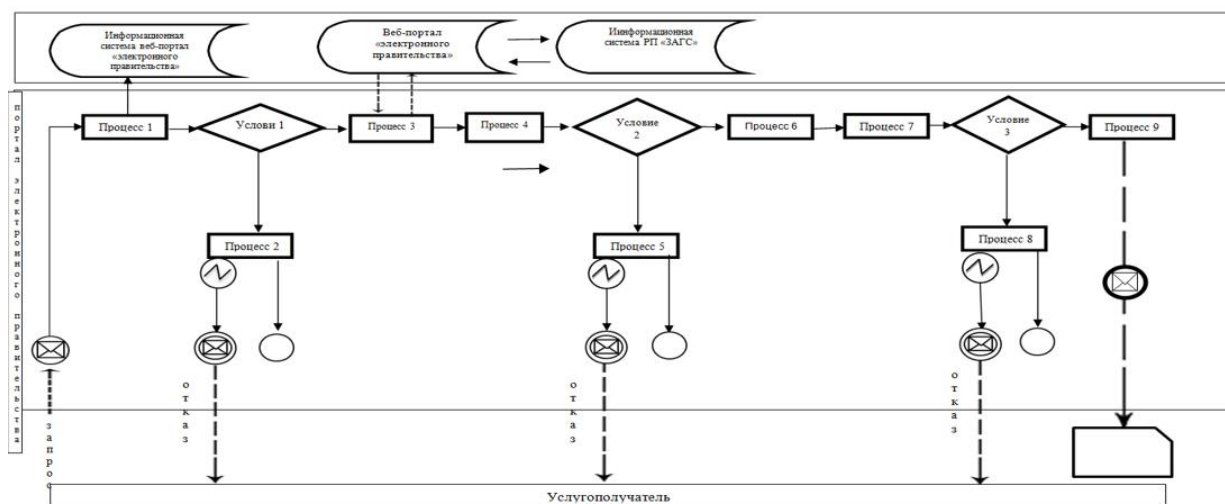 Информационная
система веб-портал
«электронного
правительства»
Веб-портал
«электронного
правительства»
Иинформационная
система РП «ЗАГС»
портал электронного правительства
Процесс 1
Услови 1
Процесс 3
Процесс 4
Условие
2
Процесс 6
Процесс 7
Условие
3
Процесс 9
Процесс 2
Процесс 5
Процесс 8
запрос
отказ
отказ
отказ
Услугополучатель